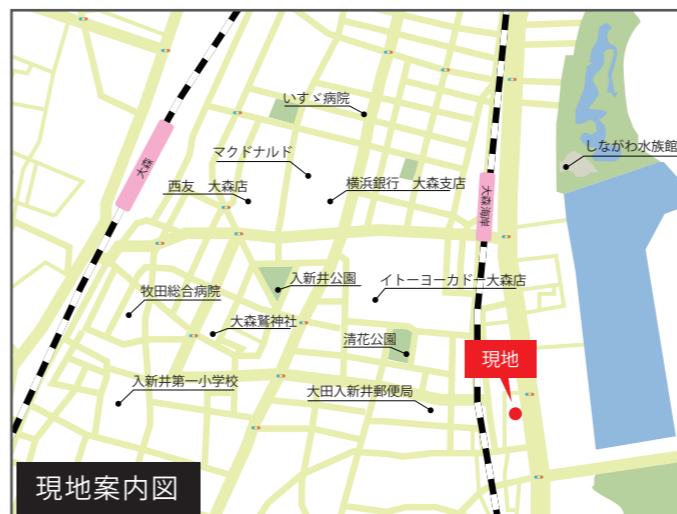 いすゞ病院
しながわ水族館
マクドナルド
大森
西友　大森店
横浜銀行　大森支店
大森海岸
入新井公園
イトーヨーカドー大森店
牧田総合病院
大森鷲神社
清花公園
現地
入新井第一小学校
大田入新井郵便局
現地案内図